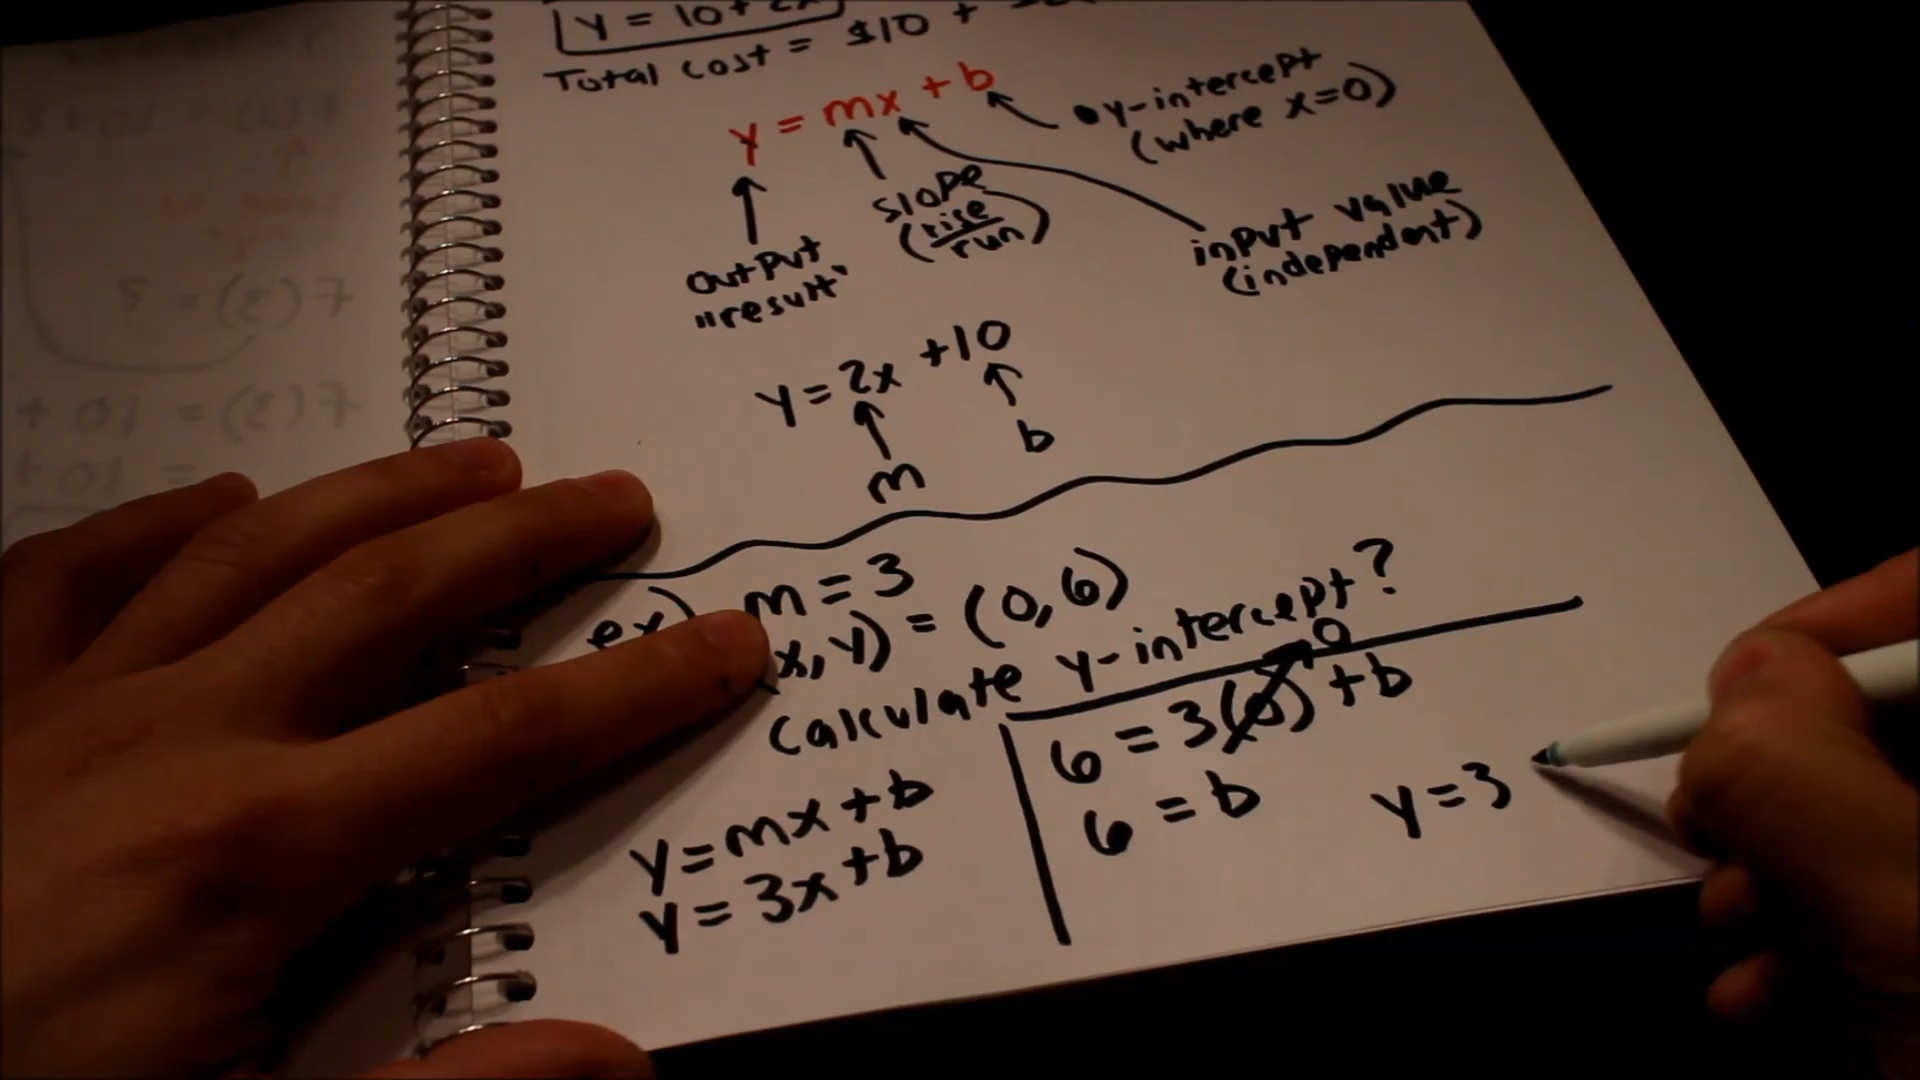 y = 10 + 2x
Total cost = $10 +
y = mx + b
y-intercept
(where x=0)
slope
(rise/run)
input value
(independent)
output
"result"
y = 2x + 10
m
b
ex) m = 3
(x, y) = (0, 6)
Calculate y-intercept?
0
6 = 3(0) + b
6 = b
y = 3
y = mx + b
y = 3x + b